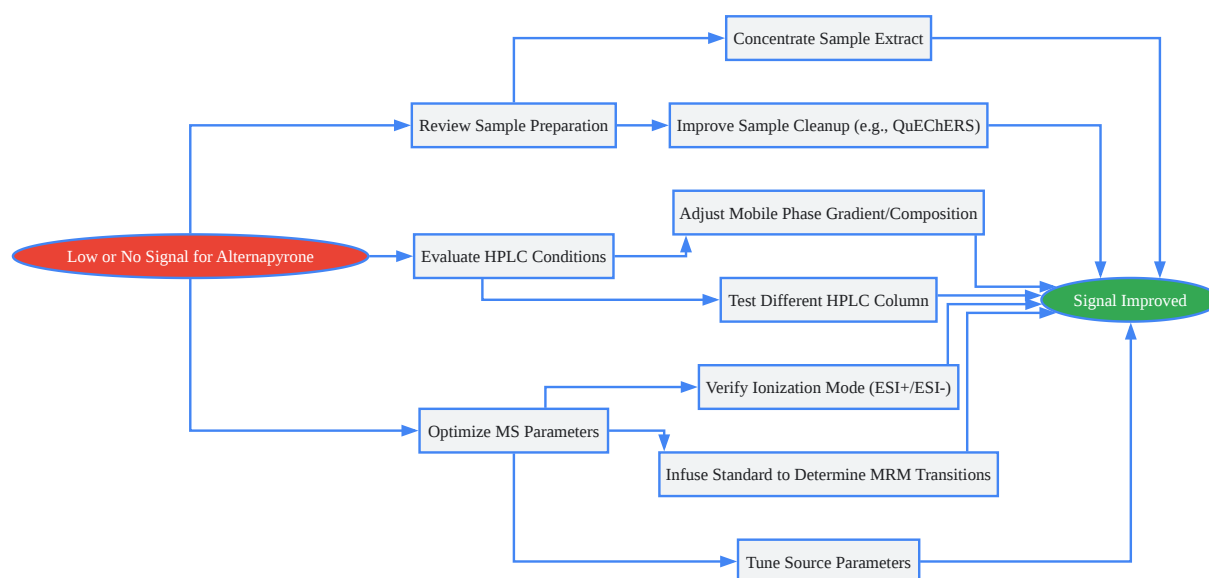 Concentrate Sample Extract
Review Sample Preparation
Improve Sample Cleanup (e.g., QuEChERS)
Adjust Mobile Phase Gradient/Composition
Low or No Signal for Alternapyrone
Evaluate HPLC Conditions
Test Different HPLC Column
Signal Improved
Verify Ionization Mode (ESI+/ESI-)
Optimize MS Parameters
Infuse Standard to Determine MRM Transitions
Tune Source Parameters